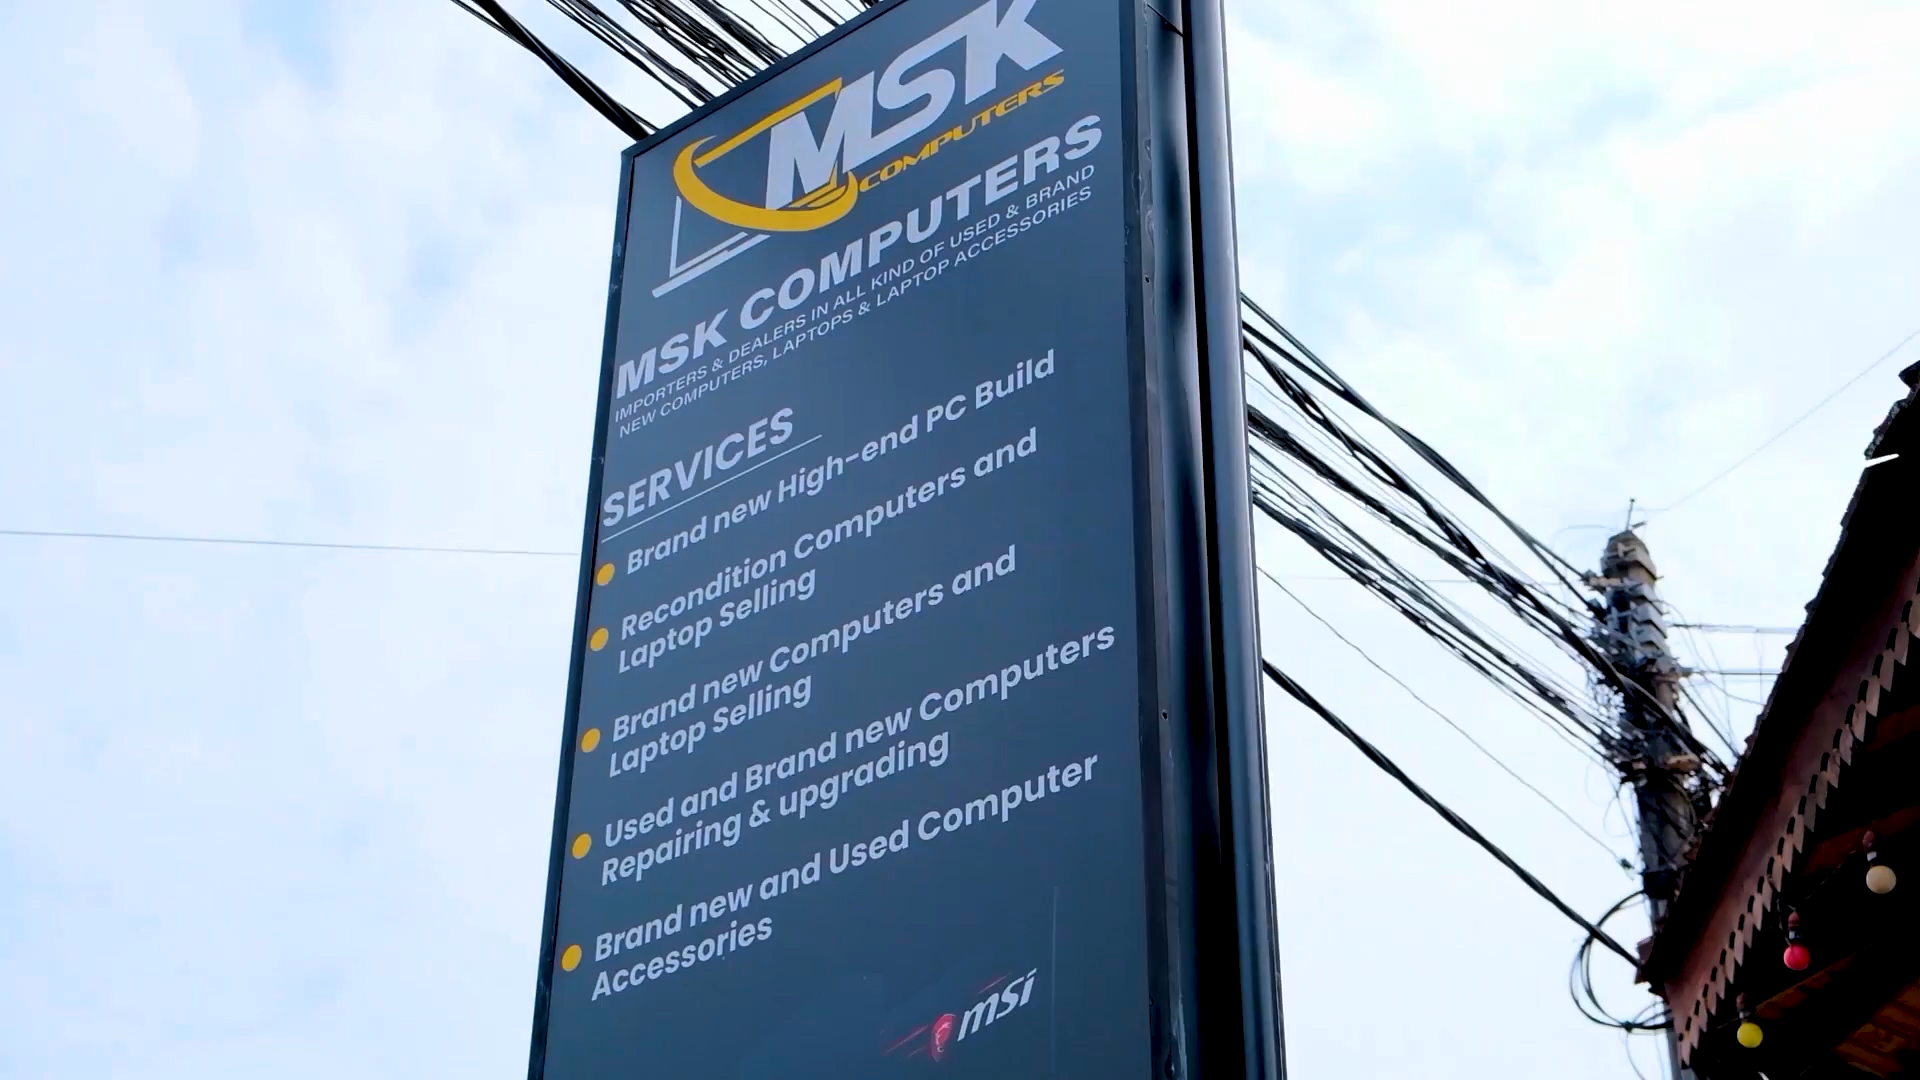 MSK
COMPUTERS
MSK COMPUTERS
IMPORTERS & DEALERS IN ALL KIND OF USED & BRAND
NEW COMPUTERS, LAPTOPS & LAPTOP ACCESSORIES
SERVICES
Brand new High-end PC Build
Recondition Computers and
Laptop Selling
Brand new Computers and
Laptop Selling
Used and Brand new Computers
Repairing & upgrading
Brand new and Used Computer
Accessories
msi